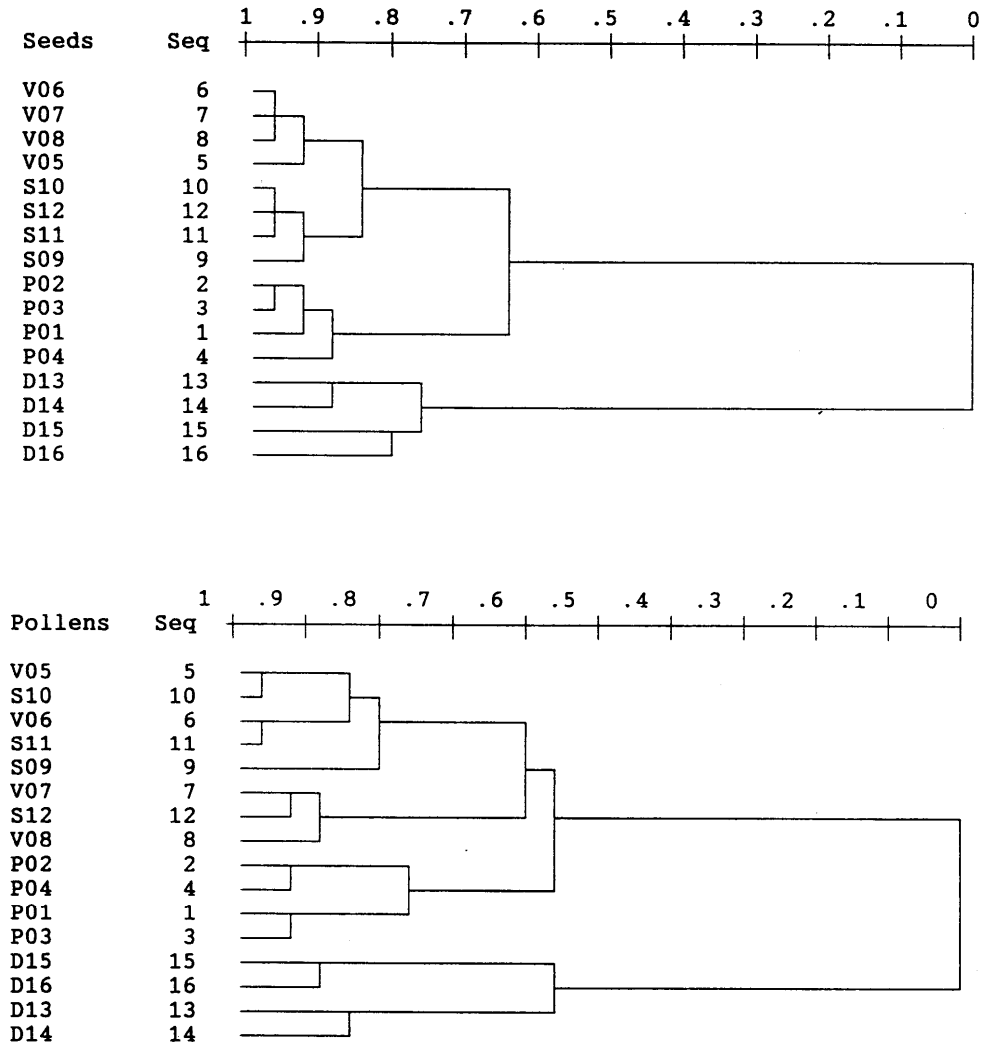 1 .9 .8 .7 .6 .5 .4 .3 .2 .1 0
Seeds Seq
V06 6
V07 7
V08 8
V05 5
S10 10
S12 12
S11 11
S09 9
P02 2
P03 3
P01 1
P04 4
D13 13
D14 14
D15 15
D16 16
1 .9 .8 .7 .6 .5 .4 .3 .2 .1 0
Pollens Seq
V05 5
S10 10
V06 6
S11 11
S09 9
V07 7
S12 12
V08 8
P02 2
P04 4
P01 1
P03 3
D15 15
D16 16
D13 13
D14 14